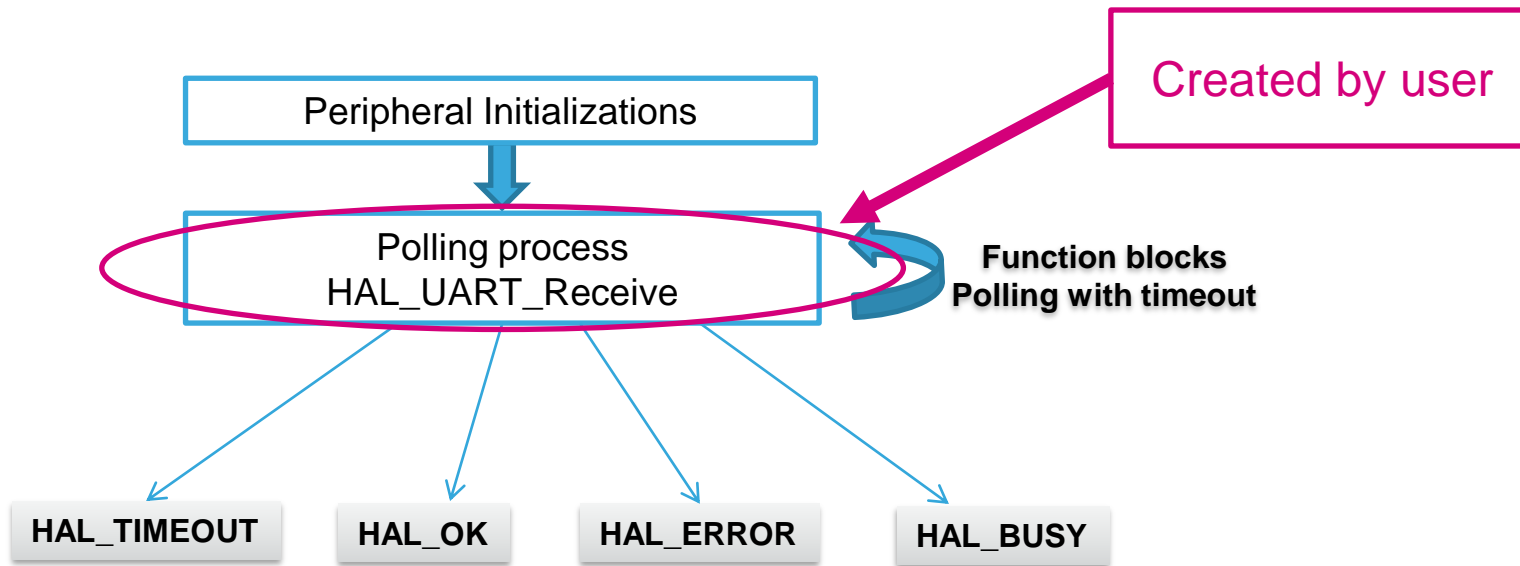 Created by user
Peripheral Initializations
Polling process
HAL_UART_Receive
Function blocks
Polling with timeout
HAL_TIMEOUT
HAL_OK
HAL_ERROR
HAL_BUSY